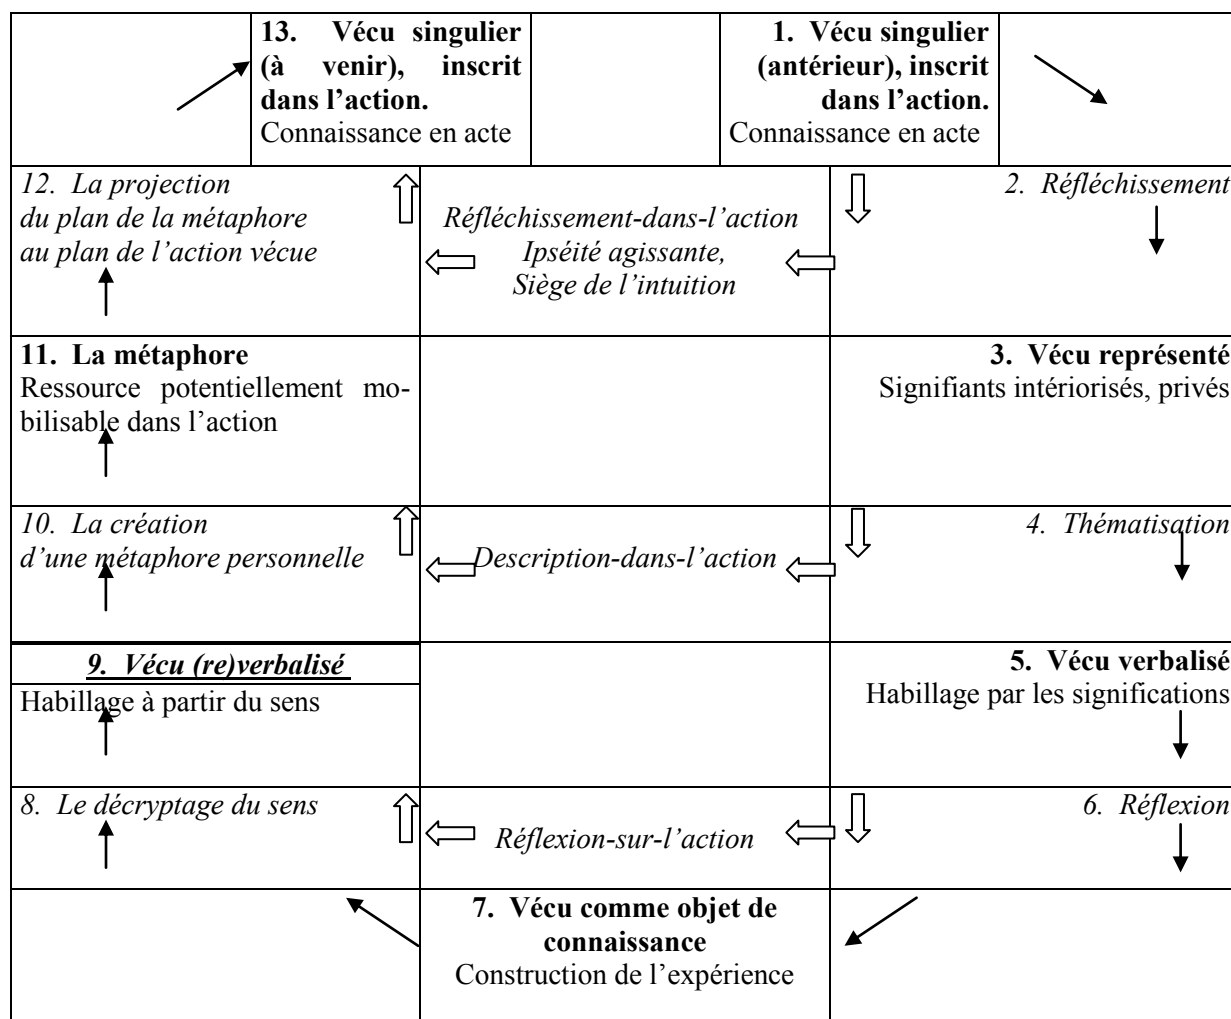 13. Vécu singulier
(à venir), inscrit
dans l'action.
Connaissance en acte
1. Vécu singulier
(antérieur), inscrit
dans l'action.
Connaissance en acte
12. La projection
du plan de la métaphore
au plan de l'action vécue
Réfléchissement-dans-l'action
Ipséité agissante,
Siège de l'intuition
2. Réfléchissement
11. La métaphore
Ressource potentiellement mo-
bilisable dans l'action
3. Vécu représenté
Signifiants intériorisés, privés
10. La création
d'une métaphore personnelle
Description-dans-l'action
4. Thématisation
9. Vécu (re)verbalisé
Habillage à partir du sens
5. Vécu verbalisé
Habillage par les significations
8. Le décryptage du sens
Réflexion-sur-l'action
6. Réflexion
7. Vécu comme objet de
connaissance
Construction de l'expérience